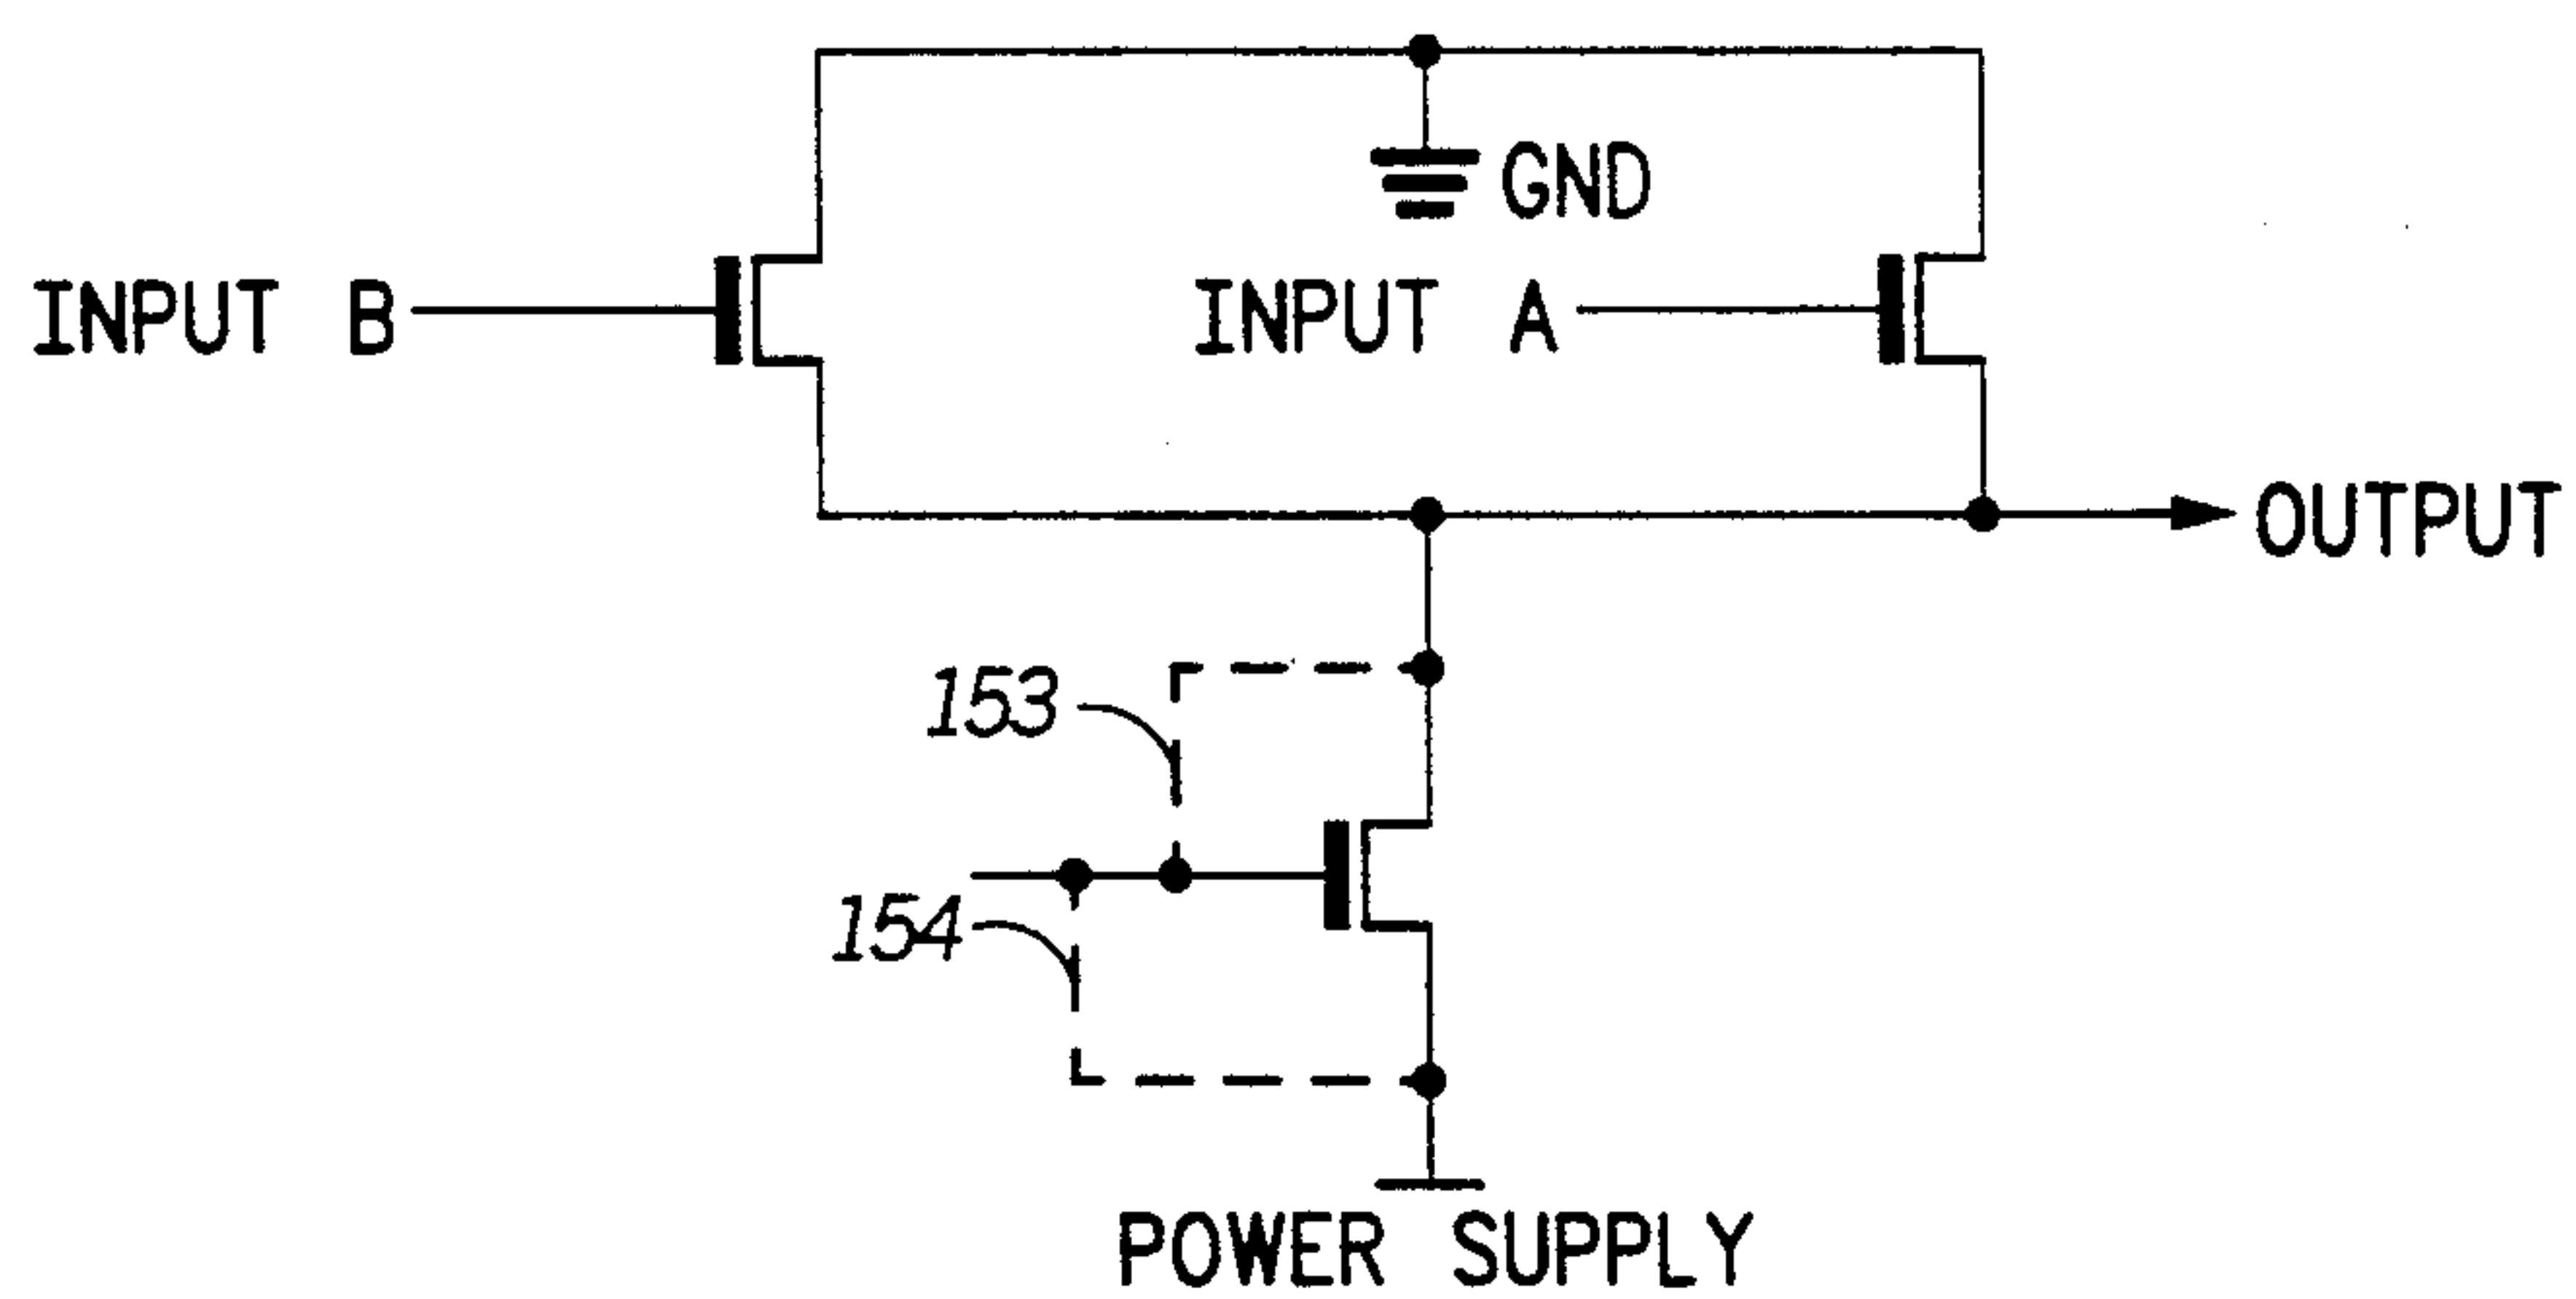 GND
INPUT B
INPUT A
OUTPUT
153
154
POWER SUPPLY